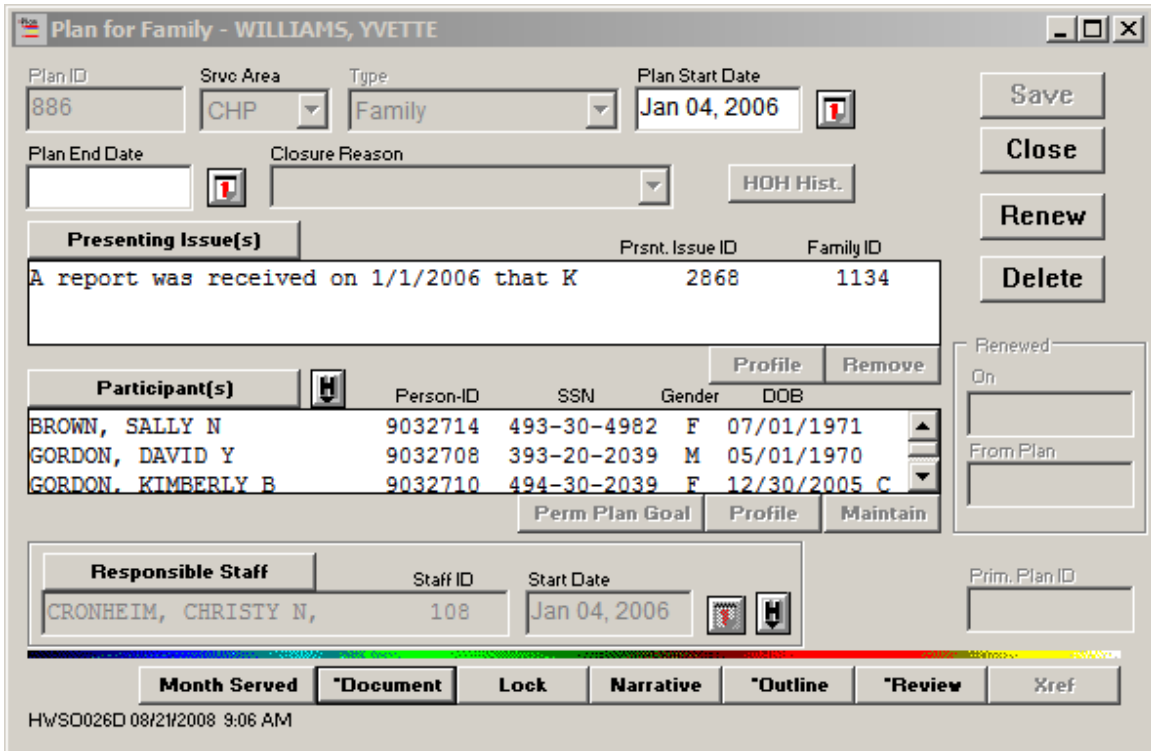 Plan for Family - WILLIAMS, YVETTE
Plan ID Srvc Area Type Plan Start Date
886 CHP Family Jan 04, 2006
Save
Plan End Date Closure Reason
Close
HOH Hist.
Renew
Presenting Issue(s) Prsnt. Issue ID Family ID
A report was received on 1/1/2006 that K 2868 1134
Delete
Profile Remove
Renewed
On
Participant(s) H Person-ID SSN Gender DOB
BROWN, SALLY N 9032714 493-30-4982 F 07/01/1971
GORDON, DAVID Y 9032708 393-20-2039 M 05/01/1970
From Plan
GORDON, KIMBERLY B 9032710 494-30-2039 F 12/30/2005 C
Perm Plan Goal Profile Maintain
Responsible Staff Staff ID Start Date
Prim. Plan ID
CRONHEIM, CHRISTY N, 108 Jan 04, 2006 H
Month Served "Document Lock Narrative "Outline "Review Xref
HWSO026D 08/21/2008 9:06 AM